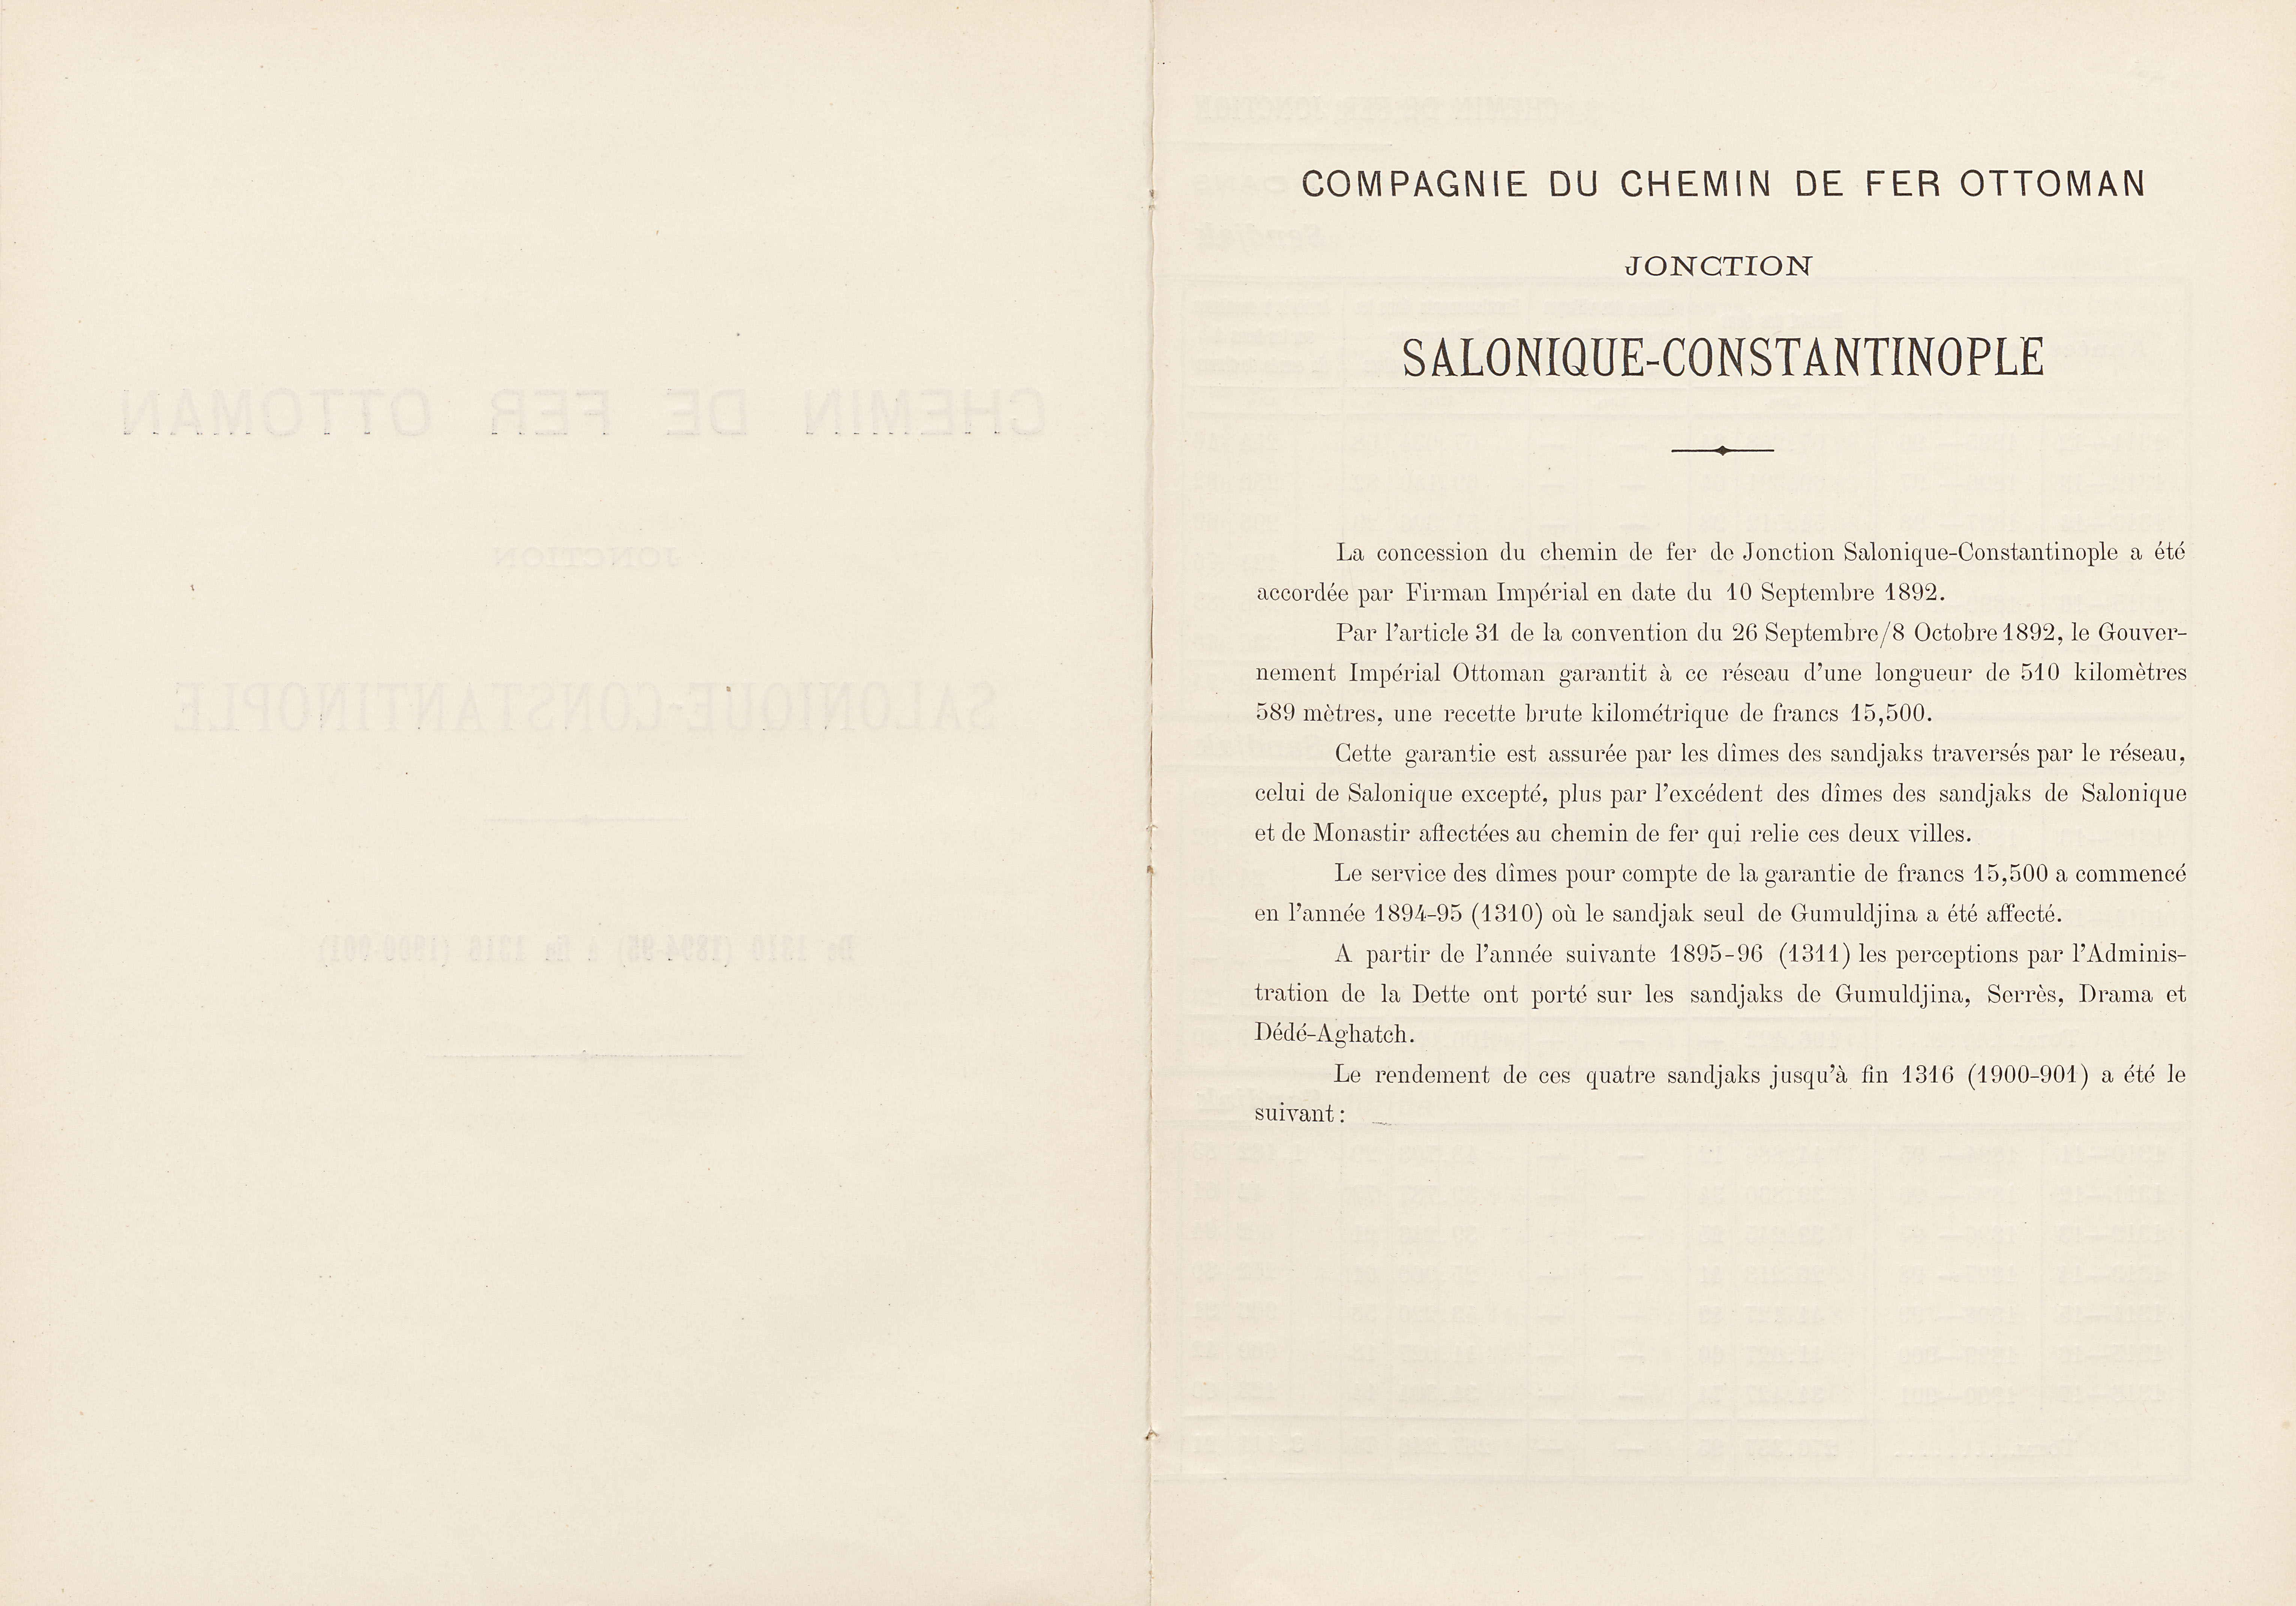 COMPAGNIE DU CHEMIN DE FER OTTOMAN
JONCTION
SALONIQUE-CONSTANTINOPLE
La concession du chemin de fer de Jonction Salonique-Constantinople a été
accordée par Firman Impérial en date du 10 Septembre 1892.
Par l'article 31 de la convention du 26 Septembre/8 Octobre 1892, le Gouver-
nement Impérial Ottoman garantit à ce réseau d'une longueur de 510 kilomètres
589 mètres, une recette brute kilométrique de francs 15,500.
Cette garantie est assurée par les dîmes des sandjaks traversés par le réseau,
celui de Salonique excepté, plus par l'excédent des dîmes des sandjaks de Salonique
et de Monastir affectées au chemin de fer qui relie ces deux villes.
Le service des dîmes pour compte de la garantie de francs 15,500 a commencé
en l'année 1894-95 (1310) où le sandjak seul de Gumuldjina a été affecté.
A partir de l'année suivante 1895-96 (1311) les perceptions par l'Adminis-
tration de la Dette ont porté sur les sandjaks de Gumuldjina, Serrès, Drama et
Dédé-Aghatch.
Le rendement de ces quatre sandjaks jusqu'à fin 1316 (1900-901) a été le
suivant :